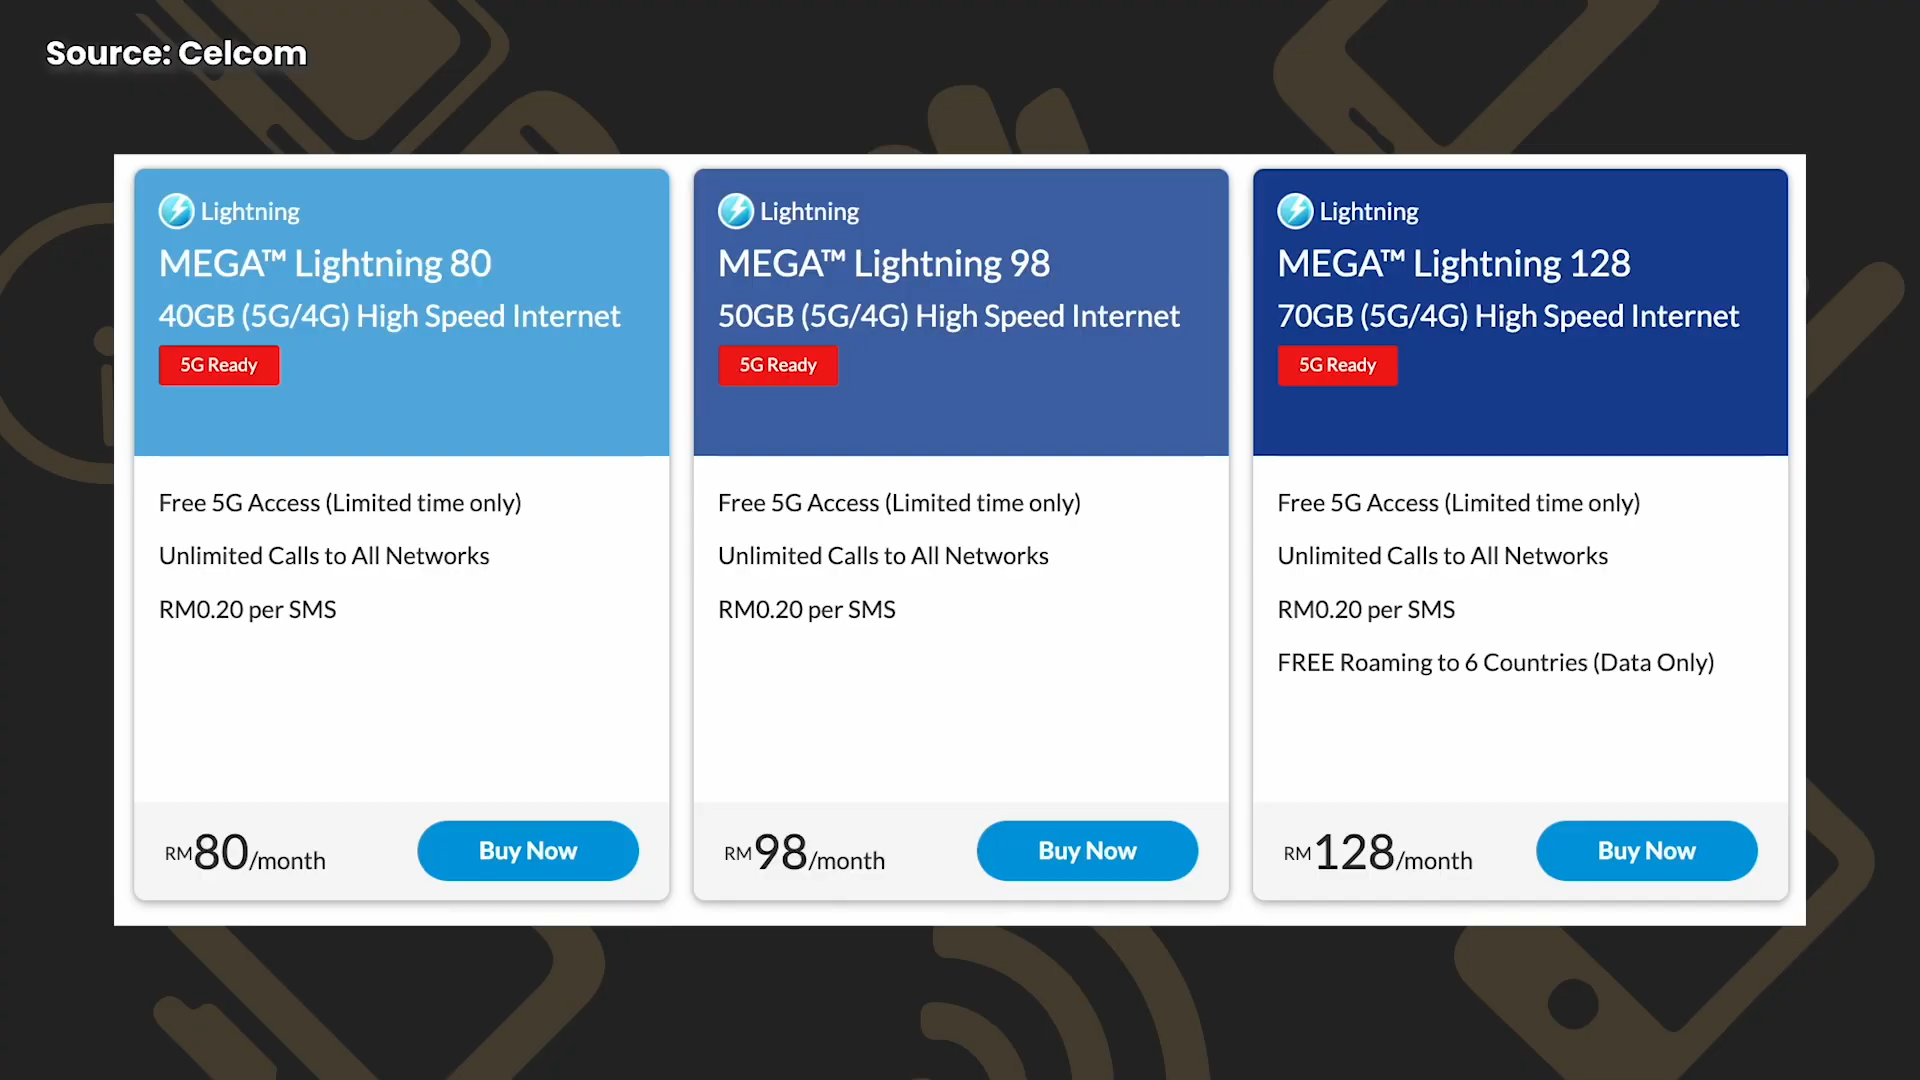 Source: Celcom
Lightning
MEGA™ Lightning 80
40GB (5G/4G) High Speed Internet
5G Ready
Free 5G Access (Limited time only)
Unlimited Calls to All Networks
RM0.20 per SMS
RM80/month
Buy Now
Lightning
MEGA™ Lightning 98
50GB (5G/4G) High Speed Internet
5G Ready
Free 5G Access (Limited time only)
Unlimited Calls to All Networks
RM0.20 per SMS
RM98/month
Buy Now
Lightning
MEGA™ Lightning 128
70GB (5G/4G) High Speed Internet
5G Ready
Free 5G Access (Limited time only)
Unlimited Calls to All Networks
RM0.20 per SMS
FREE Roaming to 6 Countries (Data Only)
RM128/month
Buy Now